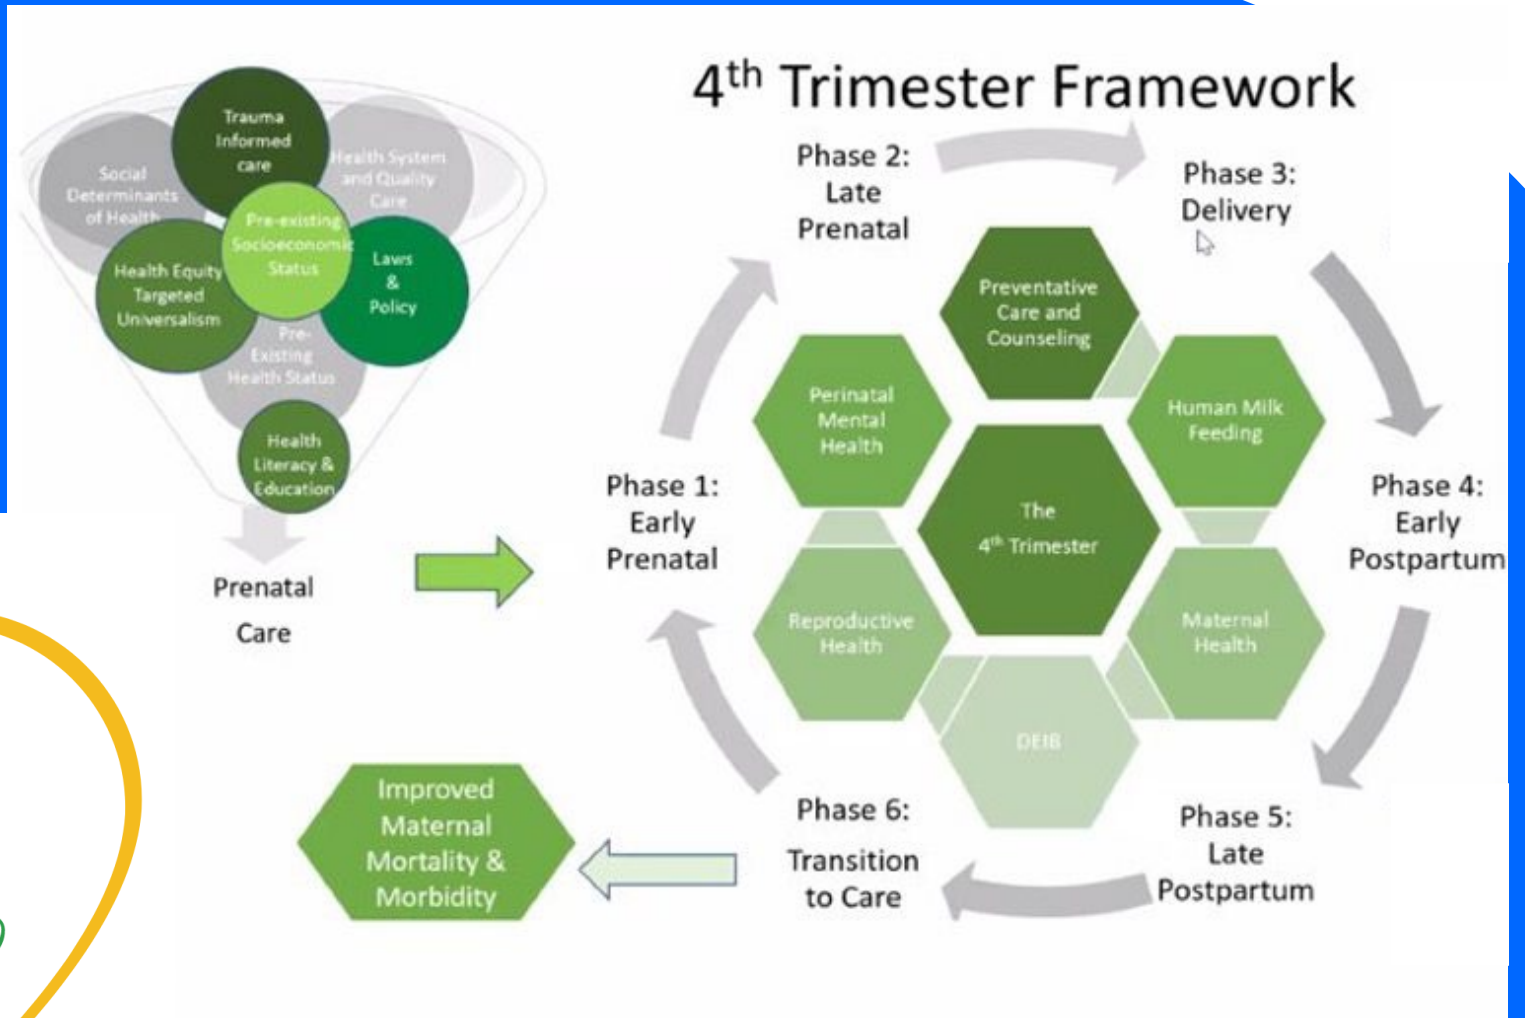 4th Trimester Framework
Trauma
Informed
care
Social
Determinants
of Health
Health System
and Quality
Care
Pre-existing
Socioeconomic
Status
Health Equity
Targeted
Universalism
Laws
&
Policy
Pre-
Existing
Health Status
Health
Literacy &
Education
Prenatal
Care
Phase 1:
Early
Prenatal
Phase 2:
Late
Prenatal
Phase 3:
Delivery
Phase 4:
Early
Postpartum
Phase 5:
Late
Postpartum
Phase 6:
Transition
to Care
Preventative
Care and
Counseling
Human Milk
Feeding
Maternal
Health
DEIB
Reproductive
Health
Perinatal
Mental
Health
The
4th Trimester
Improved
Maternal
Mortality &
Morbidity